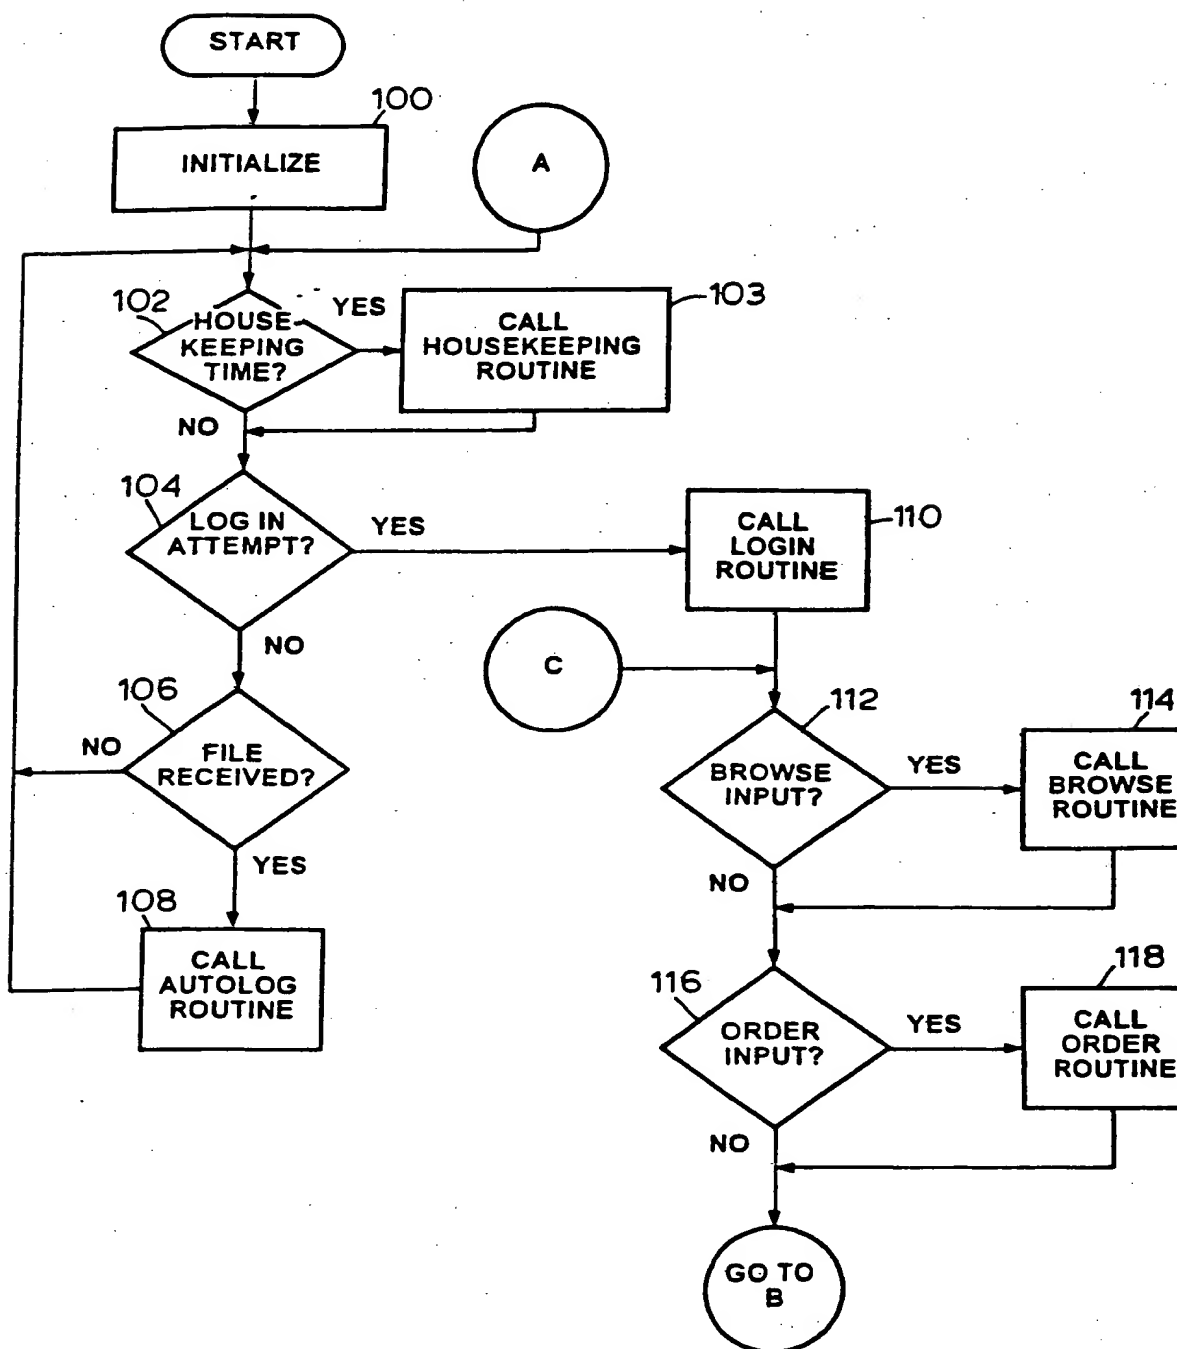 START
100
INITIALIZE
A
102
HOUSE
KEEPING
TIME?
YES
103
CALL
HOUSEKEEPING
ROUTINE
NO
104
LOG IN
ATTEMPT?
YES
110
CALL
LOGIN
ROUTINE
NO
C
106
FILE
RECEIVED?
NO
YES
112
BROWSE
INPUT?
YES
114
CALL
BROWSE
ROUTINE
NO
108
CALL
AUTOLOG
ROUTINE
116
ORDER
INPUT?
YES
118
CALL
ORDER
ROUTINE
NO
GO TO
B